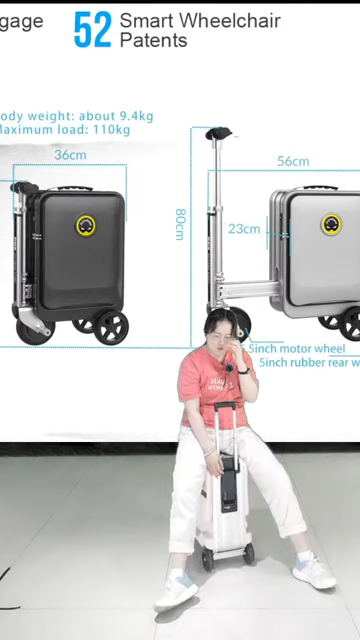 gage
52 Smart Wheelchair
Patents
ody weight: about 9.4kg
Maximum load: 110kg
36cm
56cm
80cm
23cm
5inch motor wheel
5inch rubber rear w